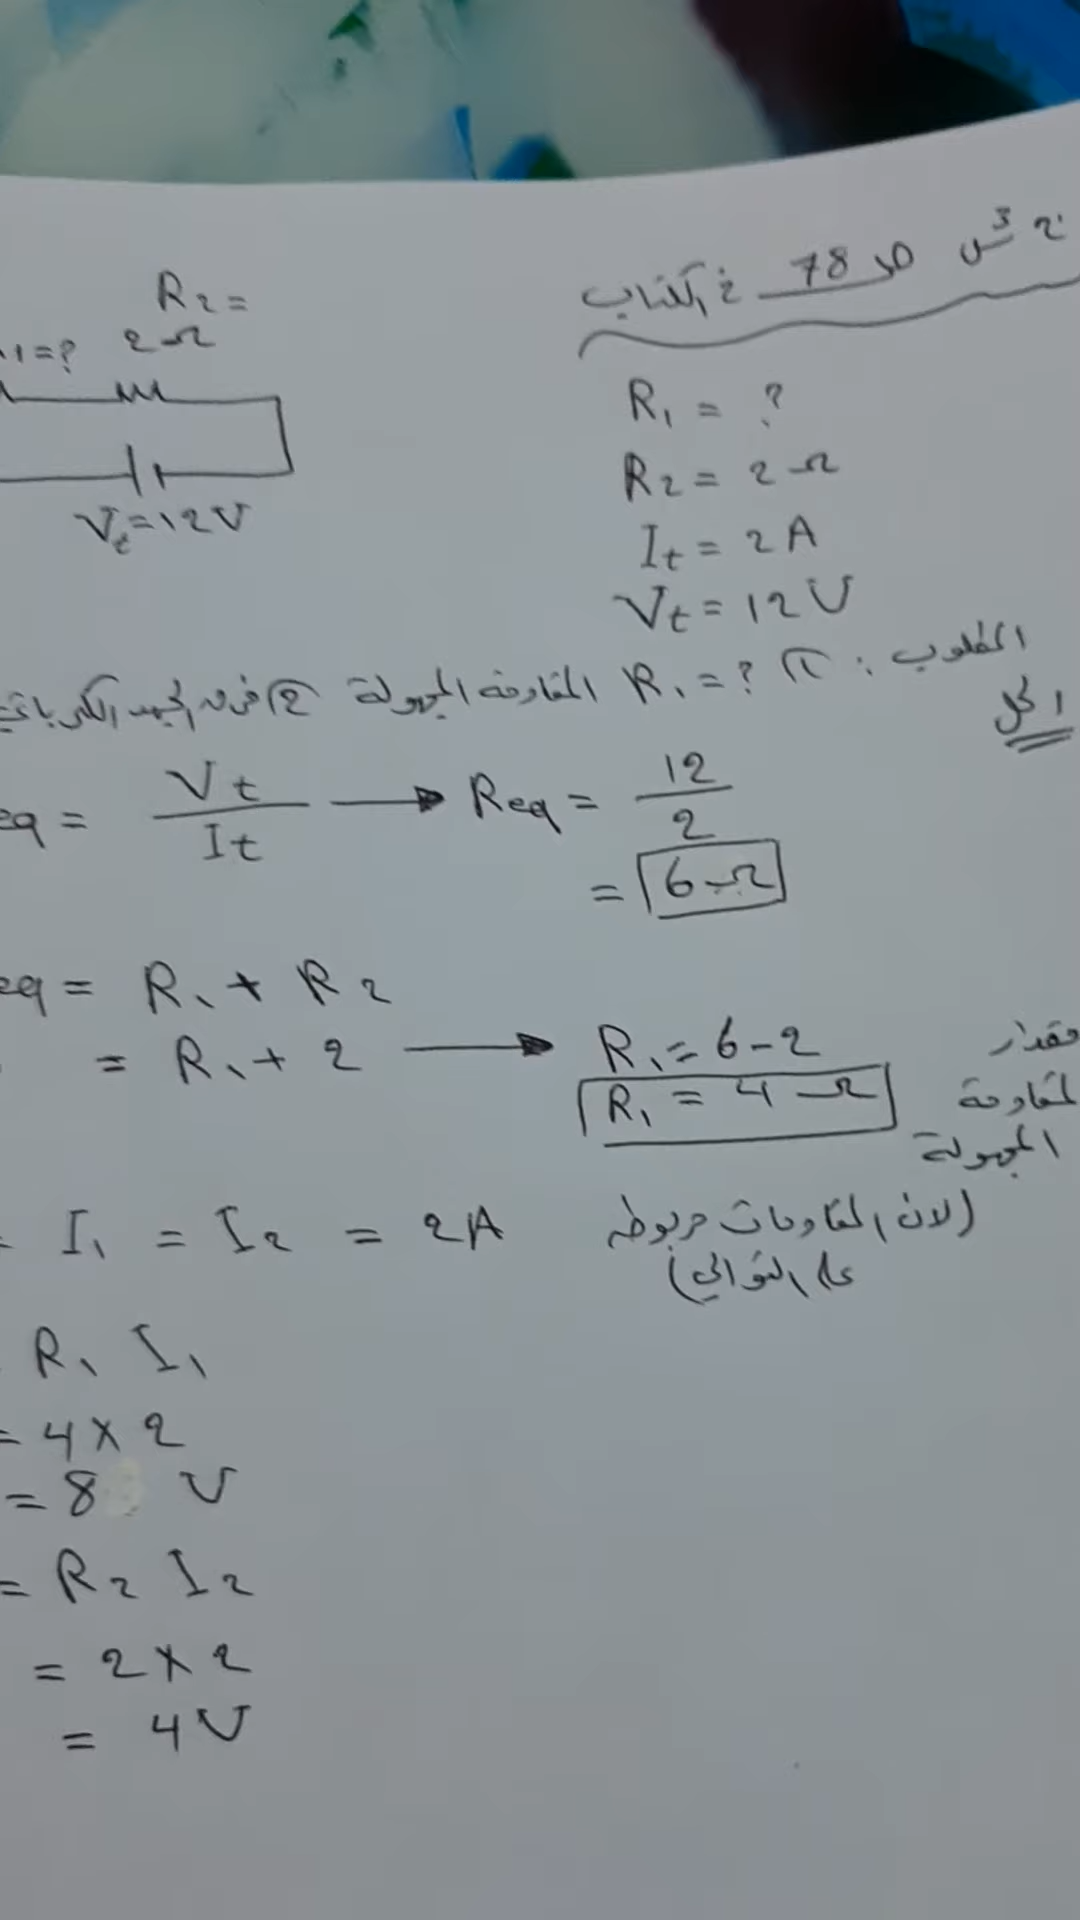 س3 ص 78 في الكتاب
R₂ =
2Ω
1 = ?
Vt = 12V
R₁ = ?
R₂ = 2Ω
It = 2A
Vt = 12V
المطلوب: ① R₁ = ? المقاومة المجهولة ② فرق الجهد الكهربائي
الحل
eq = Vt / It → Req = 12 / 2
= 6Ω
eq = R₁ + R₂
= R₁ + 2 → R₁ = 6 - 2
R₁ = 4Ω
مقدار
المقاومة
المجهولة
= I₁ = I₂ = 2A (لان المقاومات مربوطه
على التوالي)
R₁ I₁
= 4 × 2
= 8 V
= R₂ I₂
= 2 × 2
= 4V